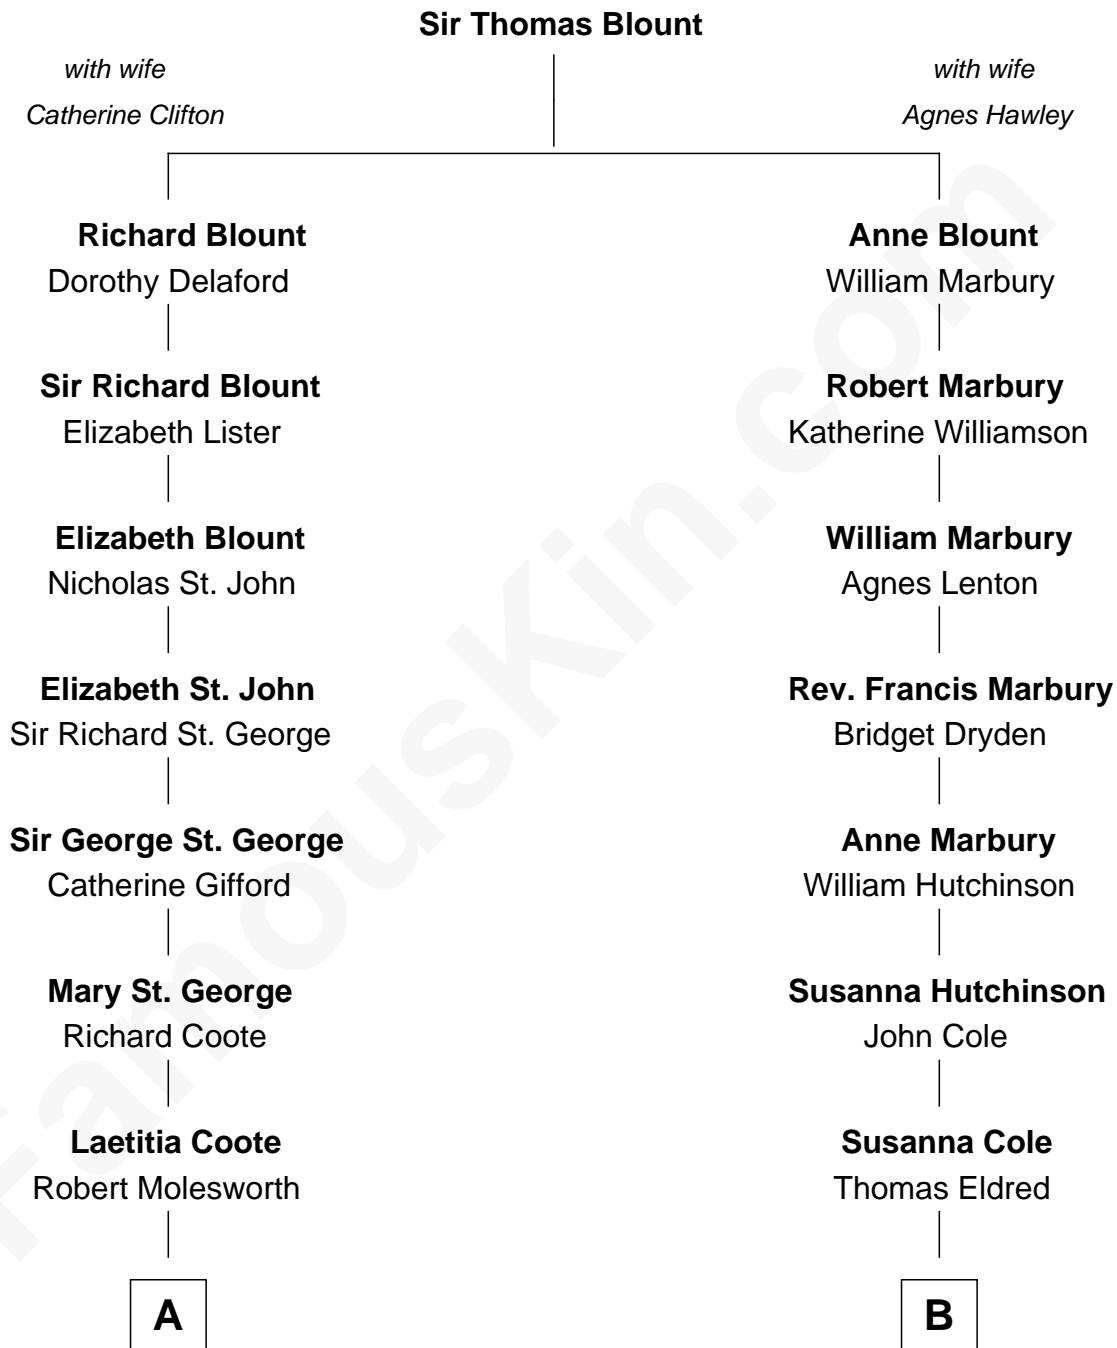 Sir Thomas Blount
with wife
Catherine Clifton
with wife
Agnes Hawley
Richard Blount
Dorothy Delaford
Anne Blount
William Marbury
Sir Richard Blount
Elizabeth Lister
Robert Marbury
Katherine Williamson
Elizabeth Blount
Nicholas St. John
William Marbury
Agnes Lenton
Elizabeth St. John
Sir Richard St. George
Rev. Francis Marbury
Bridget Dryden
Sir George St. George
Catherine Gifford
Anne Marbury
William Hutchinson
Mary St. George
Richard Coote
Susanna Hutchinson
John Cole
Laetitia Coote
Robert Molesworth
Susanna Cole
Thomas Eldred
A
B
FamousKin.com